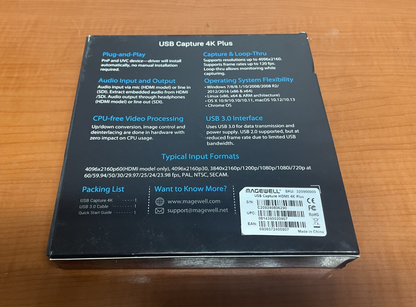 USB Capture 4K Plus
Plug-and-Play
PnP and UVC device—driver will install
automatically, no manual installation
required.
Capture & Loop-Thru
Supports resolutions up to 4096x2160.
Supports frame rates up to 120 fps.
Loop-thru allows monitoring while
capturing.
Audio Input and Output
Audio input via mic (HDMI model) or line in
(SDI). Extract embedded audio from HDMI
/SDI. Audio output through headphones
(HDMI model) or line out (SDI).
Operating System Flexibility
• Windows 7/8/8.1/10/2008/2008 R2/
2012/2016 (x86 & x64)
• Linux (x86, x64 & ARM architecture)
• OS X 10.9/10.10/10.11, macOS 10.12/10.13
• Chrome OS
CPU-free Video Processing
Up/down conversion, image control and
deinterlacing are done in hardware with
zero impact on CPU usage.
USB 3.0 Interface
Uses USB 3.0 for data transmission and
power supply. USB 2.0 supported, but at
reduced frame rate due to limited USB
bandwidth.
Typical Input Formats
4096x2160p60(HDMI model only), 4096x2160p30, 3840x2160p/1200p/1080p/1080i/720p at
60/59.94/50/30/29.97/25/24/23.98 fps, PAL, NTSC, SECAM.
Packing List
USB Capture 4K 1
USB 3.0 Cable
Quick Start Guide
Want to Know More?
www.magewell.com
support@magewell.net
MAGEWELL
SKU:
USB Capture HDMI 4K Plus
S/N:
UPC:
EAN:
CE
RoHS
Made in China